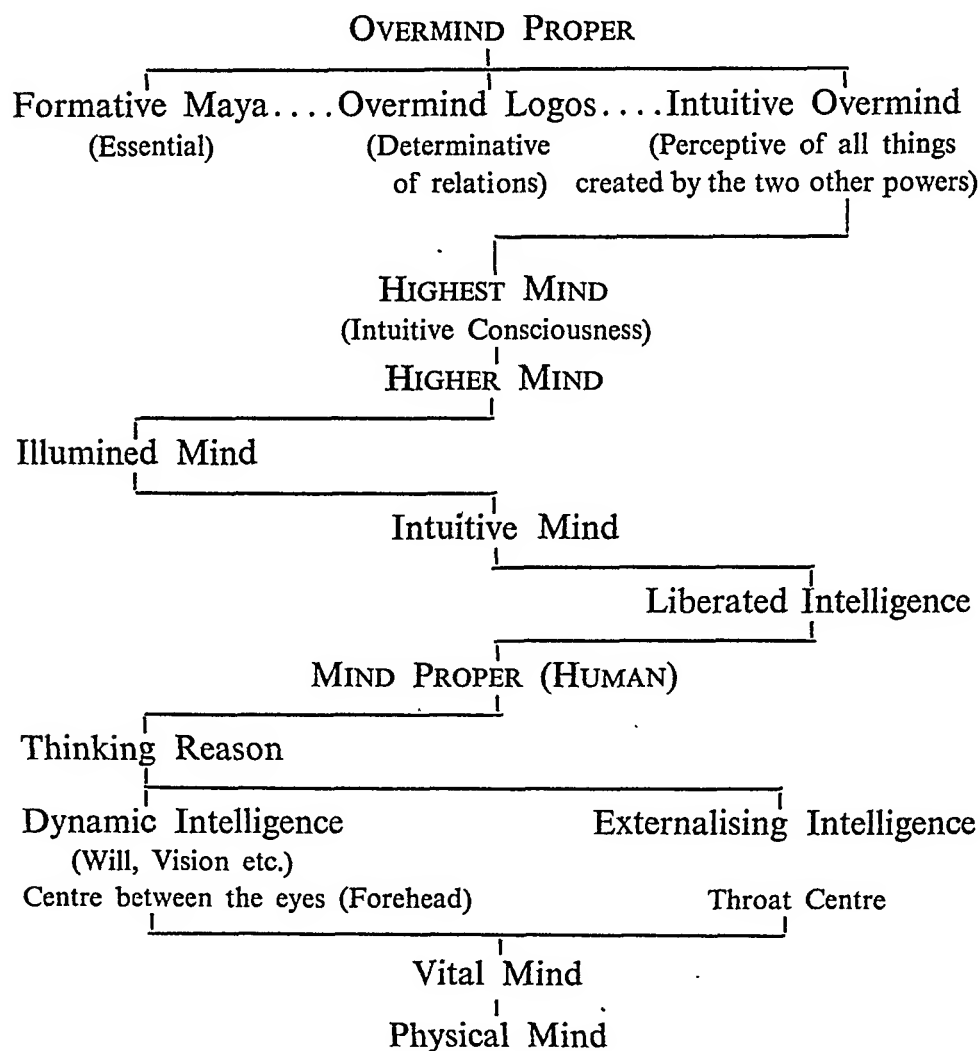 OVERMIND PROPER
Formative Maya....Overmind Logos....Intuitive Overmind
(Essential) (Determinative (Perceptive of all things
of relations) created by the two other powers)
HIGHEST MIND
(Intuitive Consciousness)
HIGHER MIND
Illumined Mind
Intuitive Mind
Liberated Intelligence
MIND PROPER (HUMAN)
Thinking Reason
Dynamic Intelligence Externalising Intelligence
(Will, Vision etc.)
Centre between the eyes (Forehead) Throat Centre
Vital Mind
Physical Mind